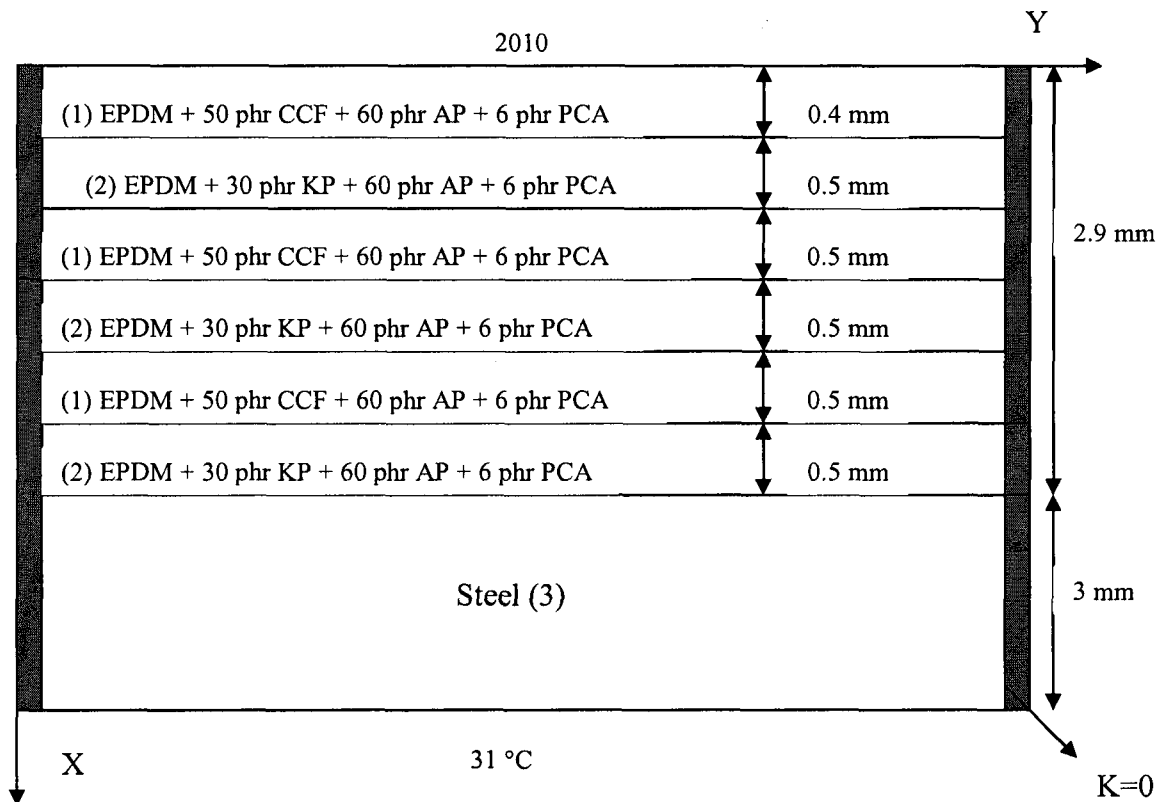 Y
2010
(1) EPDM + 50 phr CCF + 60 phr AP + 6 phr PCA 0.4 mm
(2) EPDM + 30 phr KP + 60 phr AP + 6 phr PCA 0.5 mm
(1) EPDM + 50 phr CCF + 60 phr AP + 6 phr PCA 0.5 mm
2.9 mm
(2) EPDM + 30 phr KP + 60 phr AP + 6 phr PCA 0.5 mm
(1) EPDM + 50 phr CCF + 60 phr AP + 6 phr PCA 0.5 mm
(2) EPDM + 30 phr KP + 60 phr AP + 6 phr PCA 0.5 mm
Steel (3)
3 mm
X
31 °C
K=0